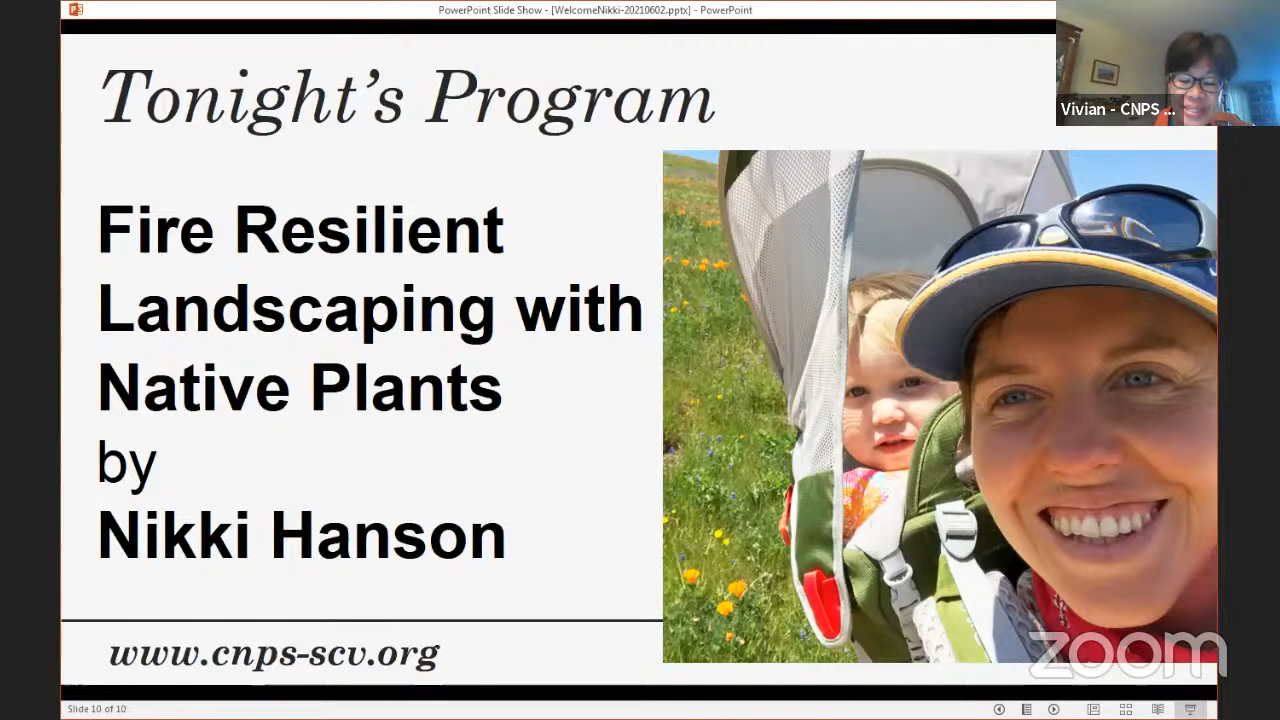 PowerPoint Slide Show - [WelcomeNikki-20210602.pptx] - PowerPoint
Tonight's Program
Vivian - CNPS ...
Fire Resilient
Landscaping with
Native Plants
by
Nikki Hanson
www.cnps-scv.org
zoom
Slide 10 of 10